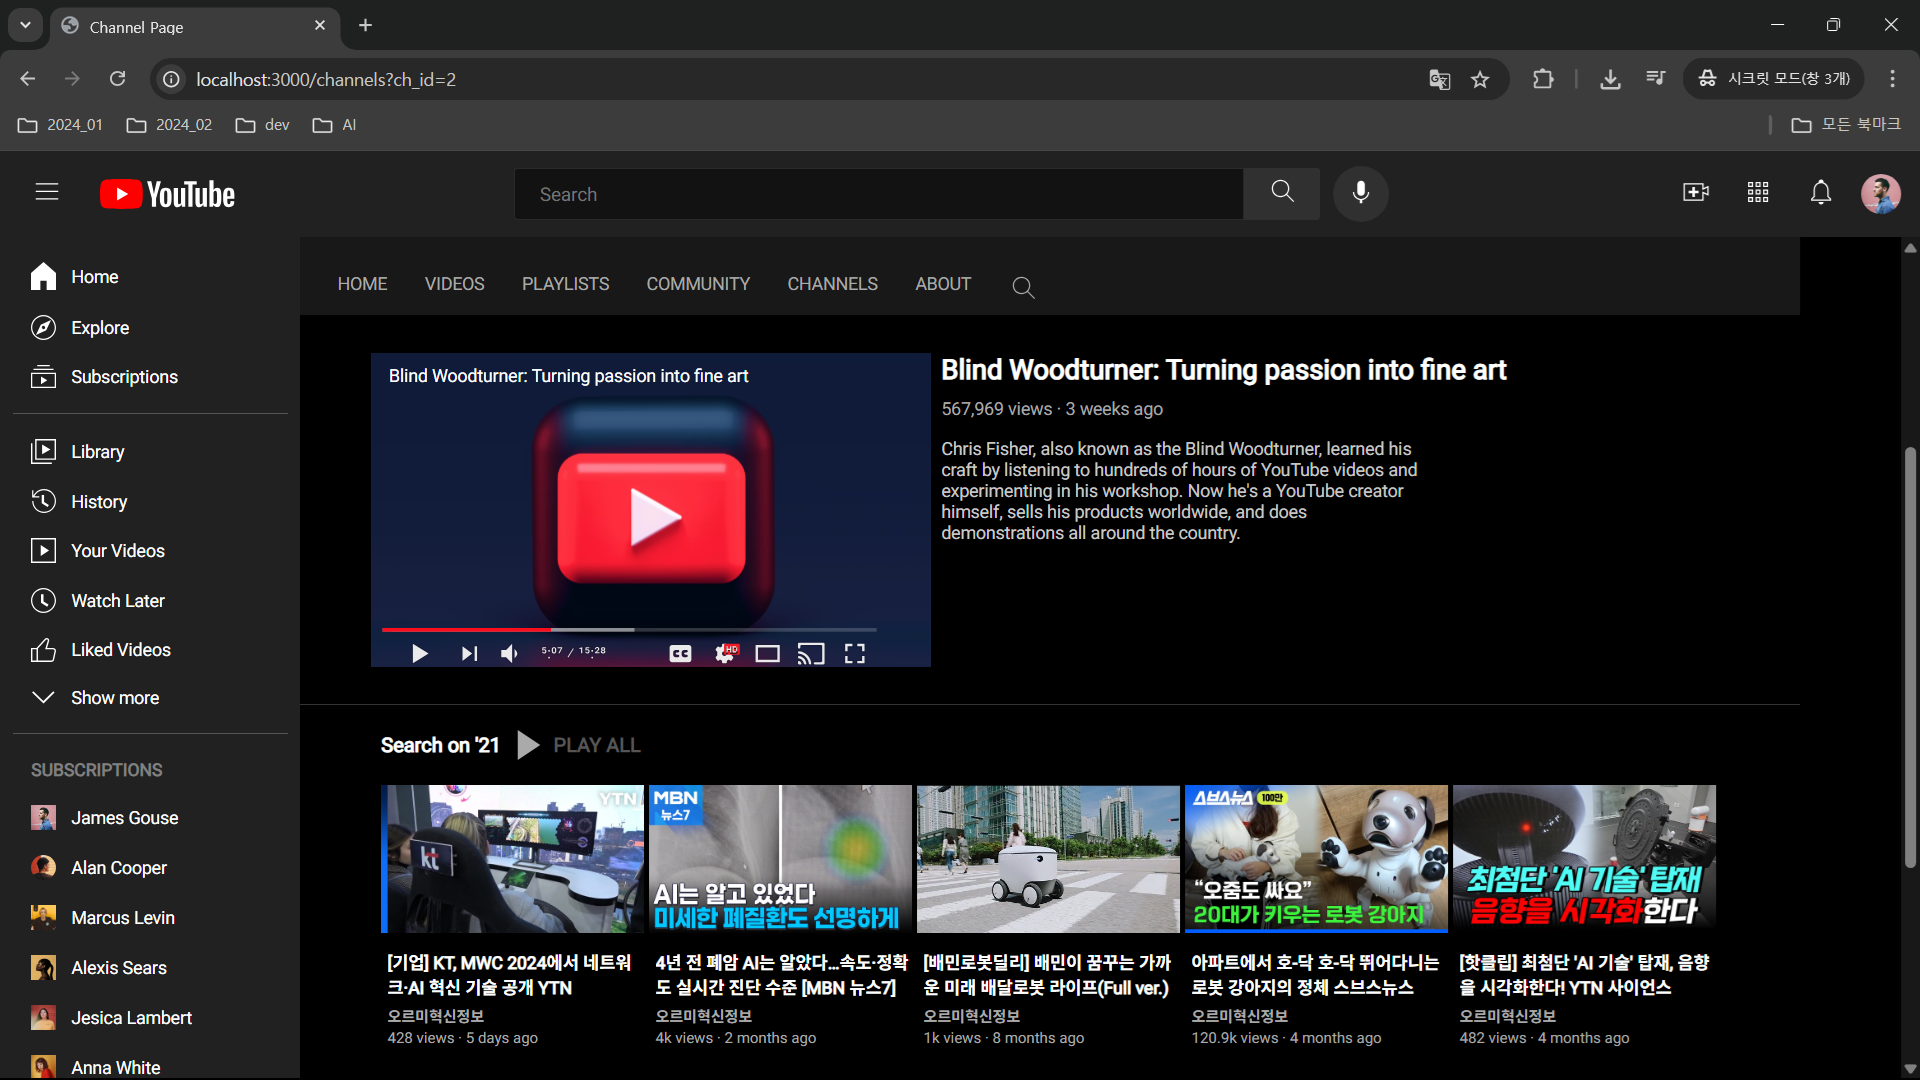 Channel Page
localhost:3000/channels?ch_id=2
시크릿 모드(창 3개)
2024_01
2024_02
dev
AI
모든 북마크
YouTube
Search
Home
Explore
Subscriptions
Library
History
Your Videos
Watch Later
Liked Videos
Show more
SUBSCRIPTIONS
James Gouse
Alan Cooper
Marcus Levin
Alexis Sears
Jesica Lambert
Anna White
HOME
VIDEOS
PLAYLISTS
COMMUNITY
CHANNELS
ABOUT
Blind Woodturner: Turning passion into fine art
5:07 / 15:28
CC
HD
Blind Woodturner: Turning passion into fine art
567,969 views · 3 weeks ago
Chris Fisher, also known as the Blind Woodturner, learned his
craft by listening to hundreds of hours of YouTube videos and
experimenting in his workshop. Now he's a YouTube creator
himself, sells his products worldwide, and does
demonstrations all around the country.
Search on '21
PLAY ALL
YTN
kt
[기업] KT, MWC 2024에서 네트워
크·AI 혁신 기술 공개 YTN
오르미혁신정보
428 views · 5 days ago
MBN
뉴스7
AI는 알고 있었다
미세한 폐질환도 선명하게
4년 전 폐암 AI는 알았다...속도·정확
도 실시간 진단 수준 [MBN 뉴스7]
오르미혁신정보
4k views · 2 months ago
[배민로봇딜리] 배민이 꿈꾸는 가까
운 미래 배달로봇 라이프(Full ver.)
오르미혁신정보
1k views · 8 months ago
스브스뉴스 100만
“오줌도 싸요”
20대가 키우는 로봇 강아지
아파트에서 호-닥 호-닥 뛰어다니는
로봇 강아지의 정체 스브스뉴스
오르미혁신정보
120.9k views · 4 months ago
최첨단 'AI 기술' 탑재
음향을 시각화한다
[핫클립] 최첨단 'AI 기술' 탑재, 음향
을 시각화한다! YTN 사이언스
오르미혁신정보
482 views · 4 months ago